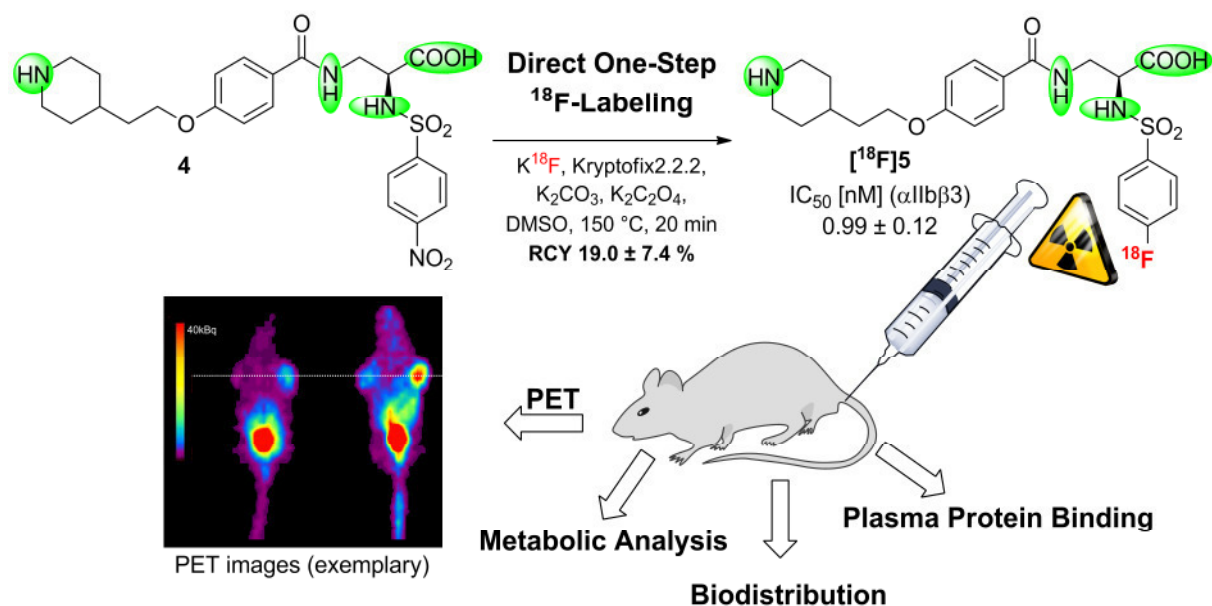 HN
O
O
N
H
COOH
HN
SO₂
NO₂
4
Direct One-Step
¹⁸F-Labeling
K¹⁸F, Kryptofix2.2.2,
K₂CO₃, K₂C₂O₄,
DMSO, 150 °C, 20 min
RCY 19.0 ± 7.4 %
HN
O
O
N
H
COOH
HN
SO₂
¹⁸F
[¹⁸F]5
IC₅₀ [nM] (αIIbβ3)
0.99 ± 0.12
40kBq
PET images (exemplary)
PET
Metabolic Analysis
Biodistribution
Plasma Protein Binding